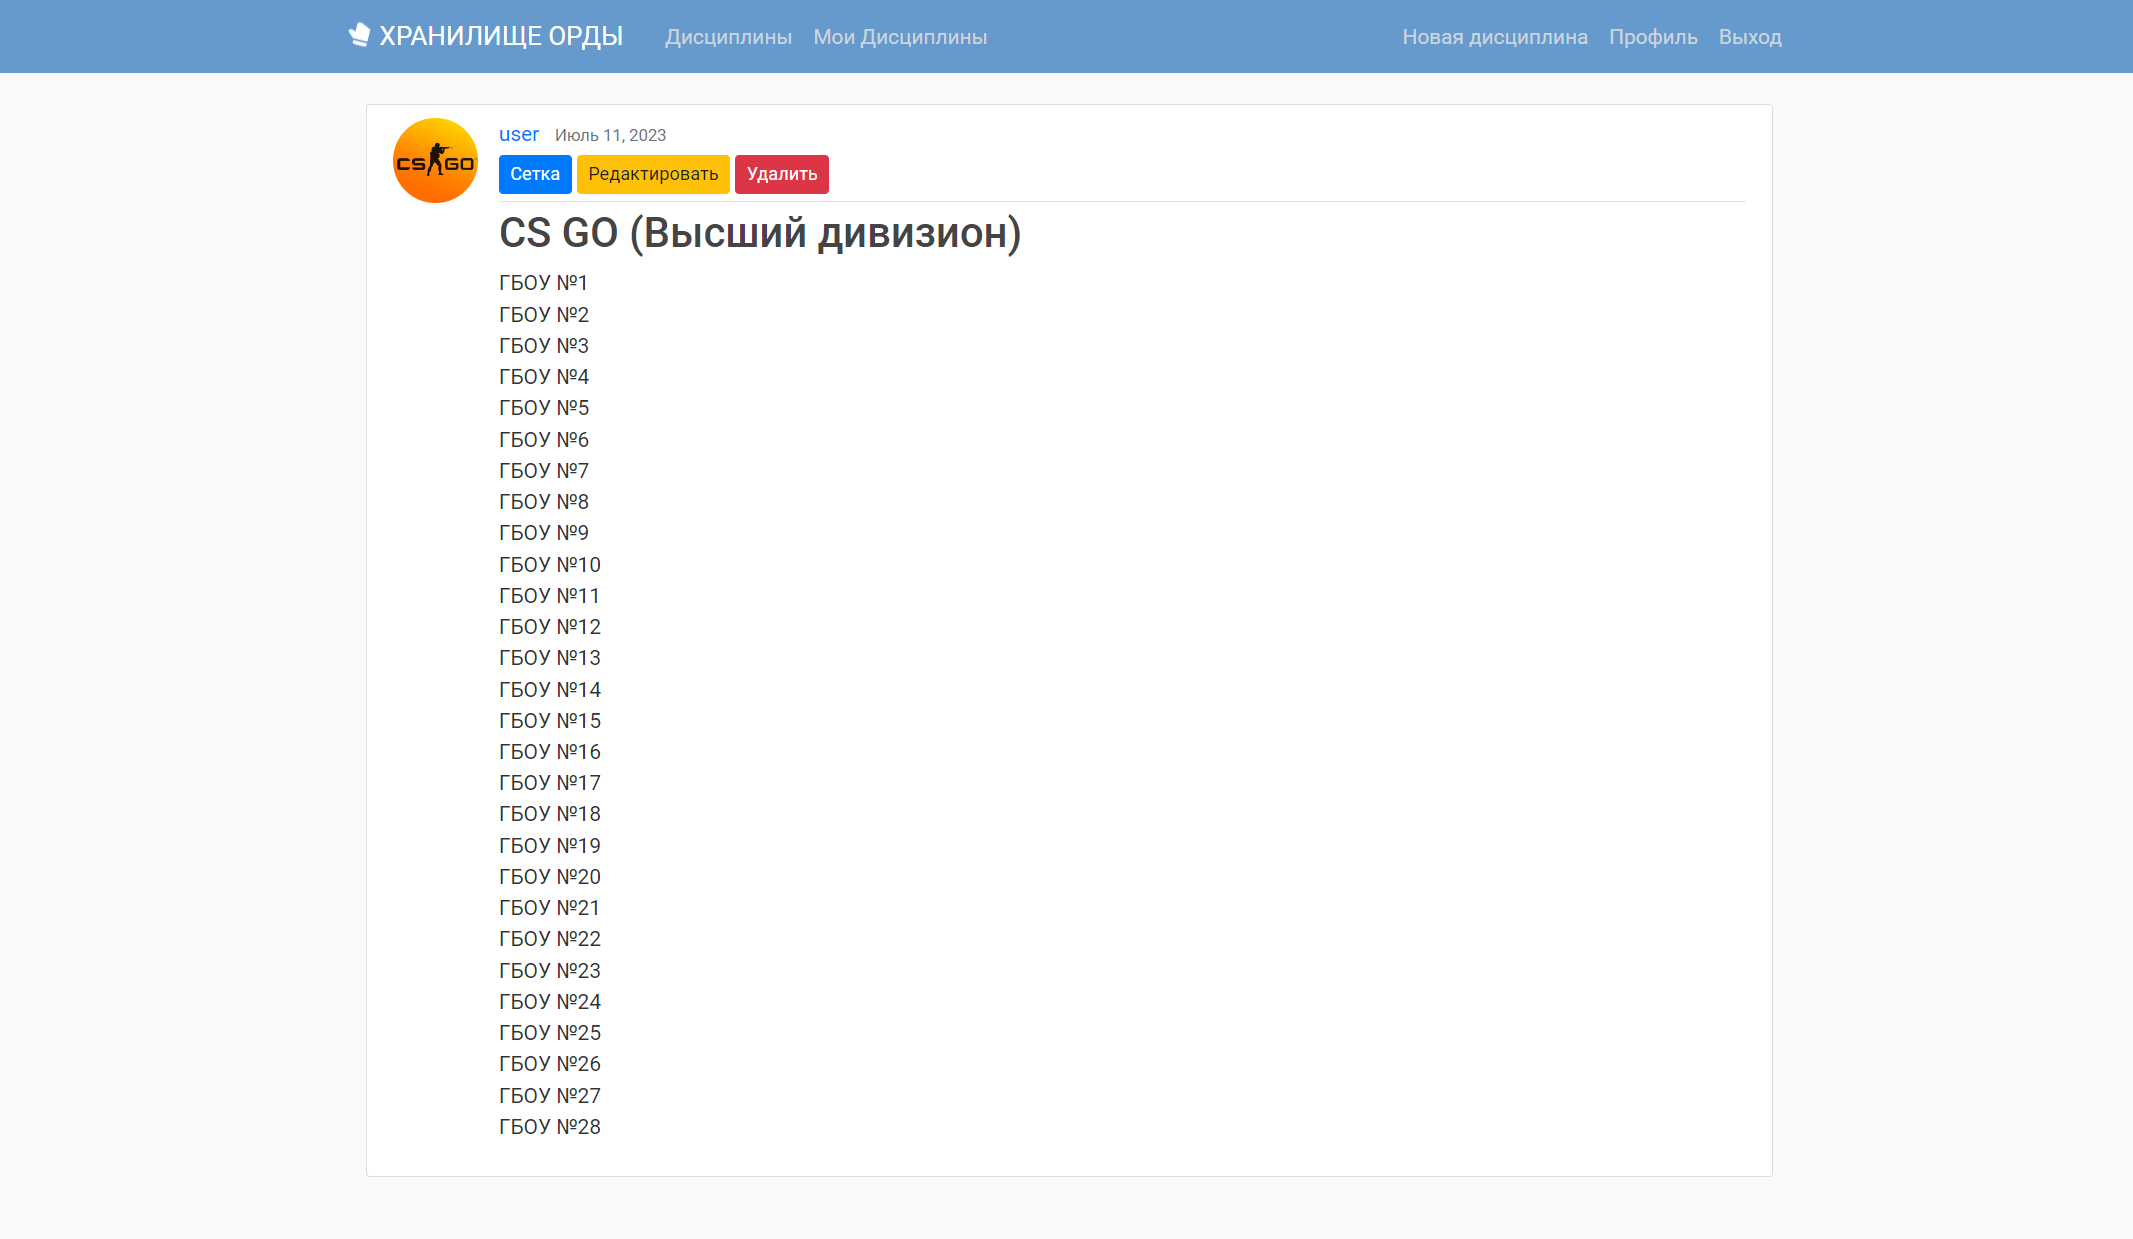 ХРАНИЛИЩЕ ОРДЫ Дисциплины Мои Дисциплины Новая дисциплина Профиль Выход
CS GO
user Июль 11, 2023
Сетка Редактировать Удалить
CS GO (Высший дивизион)
ГБОУ №1
ГБОУ №2
ГБОУ №3
ГБОУ №4
ГБОУ №5
ГБОУ №6
ГБОУ №7
ГБОУ №8
ГБОУ №9
ГБОУ №10
ГБОУ №11
ГБОУ №12
ГБОУ №13
ГБОУ №14
ГБОУ №15
ГБОУ №16
ГБОУ №17
ГБОУ №18
ГБОУ №19
ГБОУ №20
ГБОУ №21
ГБОУ №22
ГБОУ №23
ГБОУ №24
ГБОУ №25
ГБОУ №26
ГБОУ №27
ГБОУ №28